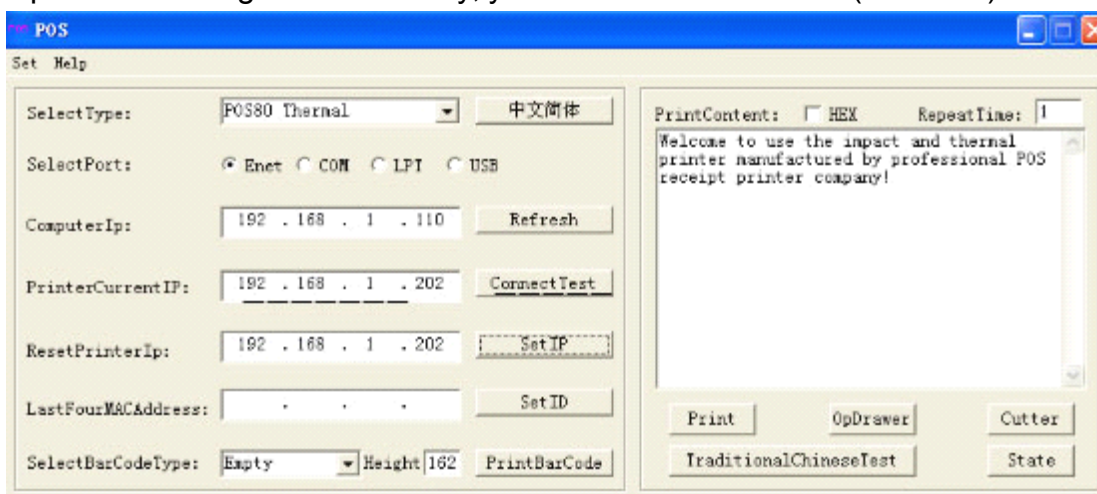 POS
Set Help
SelectType: POS80 Thermal 中文简体
SelectPort: Enet COM LPT USB
ComputerIp: 192 . 168 . 1 . 110 Refresh
PrinterCurrentIP: 192 . 168 . 1 . 202 ConnectTest
ResetPrinterIp: 192 . 168 . 1 . 202 SetIP
LastFourMACAddress: . . . SetID
SelectBarCodeType: Empty Height 162 PrintBarCode
PrintContent: HEX RepeatTime: 1
Welcome to use the impact and thermal
printer manufactured by professional POS
receipt printer company!
Print OpDrawer Cutter
TraditionalChineseTest State